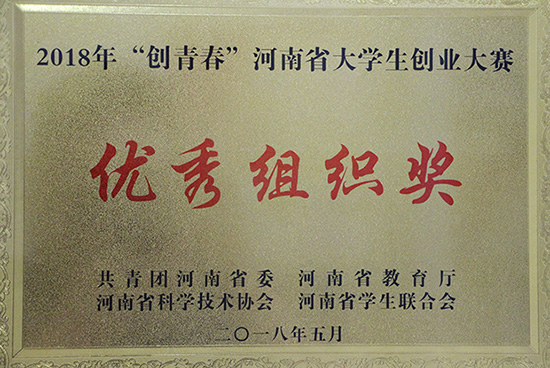 2018年“创青春”河南省大学生创业大赛
优秀组织奖
共青团河南省委 河南省教育厅
河南省科学技术协会 河南省学生联合会
二〇一八年五月